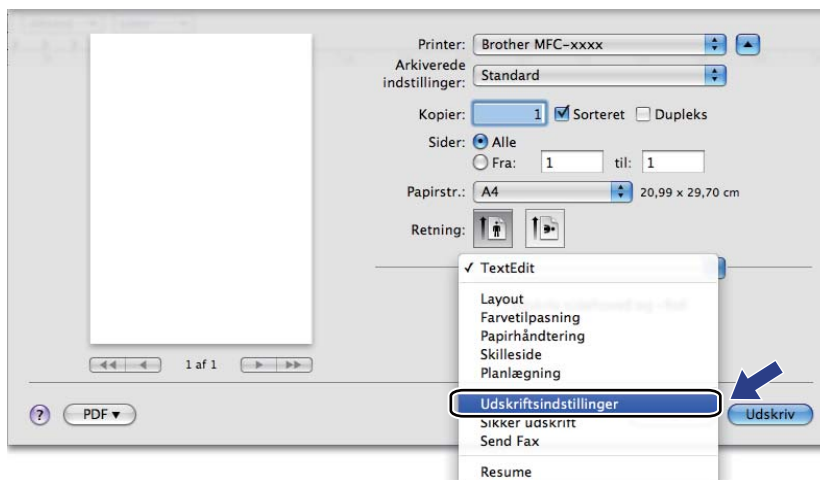 Printer: Brother MFC-xxxx
Arkiverede
indstillinger: Standard
Kopier: 1 Sorteret Dupleks
Sider: Alle
Fra: 1 til: 1
Papirstr.: A4 20,99 x 29,70 cm
Retning:
✓ TextEdit
Layout
Farvetilpasning
Papirhåndtering
Skilleside
Planlægning
1 af 1
Udskriftsindstillinger
Sikker udskrift
Send Fax
Resume
? PDF ▼
Udskriv